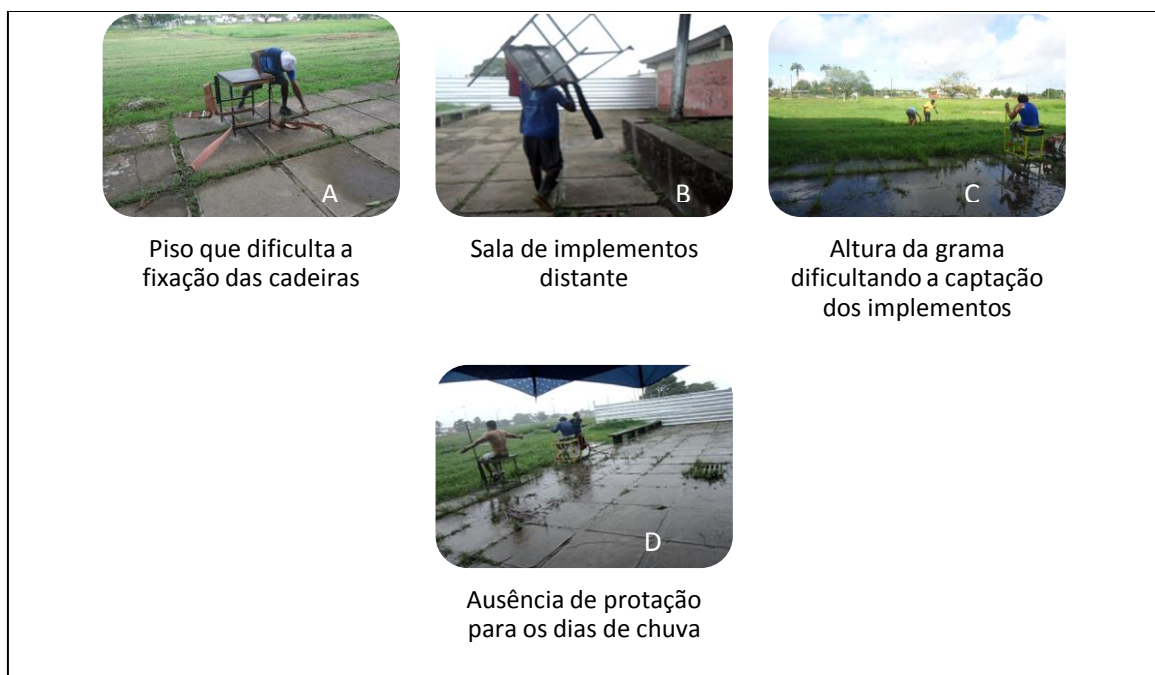 A
B
C
Piso que dificulta a
fixação das cadeiras
Sala de implementos
distante
Altura da grama
dificultando a captação
dos implementos
D
Ausência de protação
para os dias de chuva